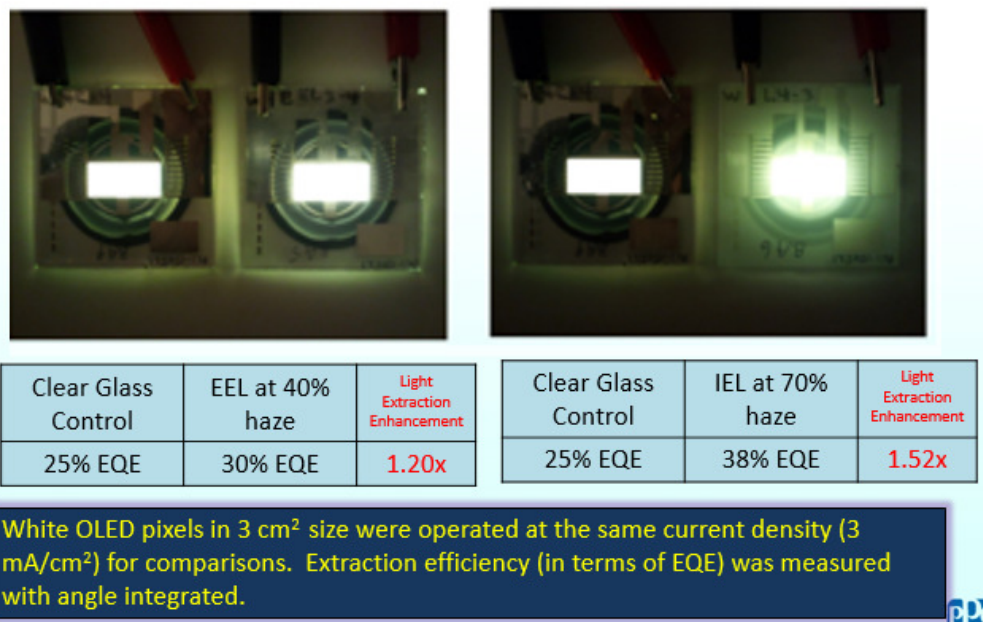 Clear Glass
Control
EEL at 40%
haze
Light
Extraction
Enhancement
25% EQE
30% EQE
1.20x
Clear Glass
Control
IEL at 70%
haze
Light
Extraction
Enhancement
25% EQE
38% EQE
1.52x
White OLED pixels in 3 cm² size were operated at the same current density (3
mA/cm²) for comparisons.  Extraction efficiency (in terms of EQE) was measured
with angle integrated.